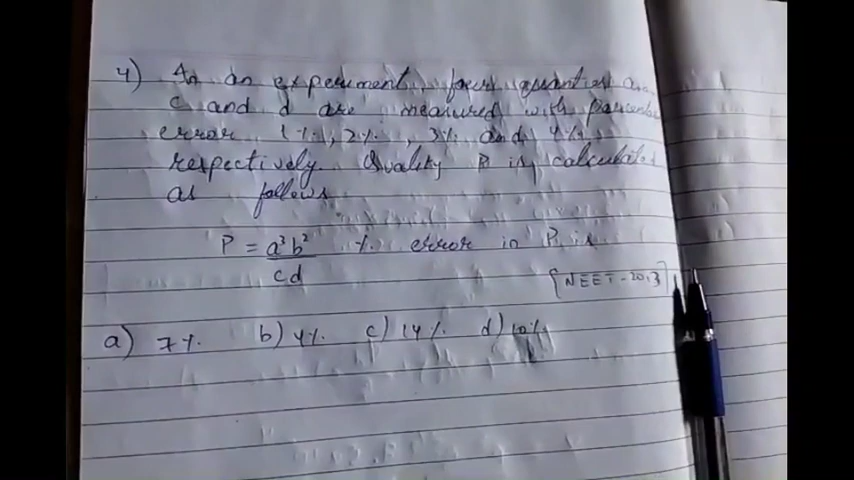 4) In an experiment, four quantities a,
c and d are measured with percentage
error 1%, 2%, 3% and 4%,
respectively. Quality P is calculated
as follows
P = a³b² / cd % error in P is
[NEET-2013]
a) 7%. b) 4%. c) 14%. d) 10%.